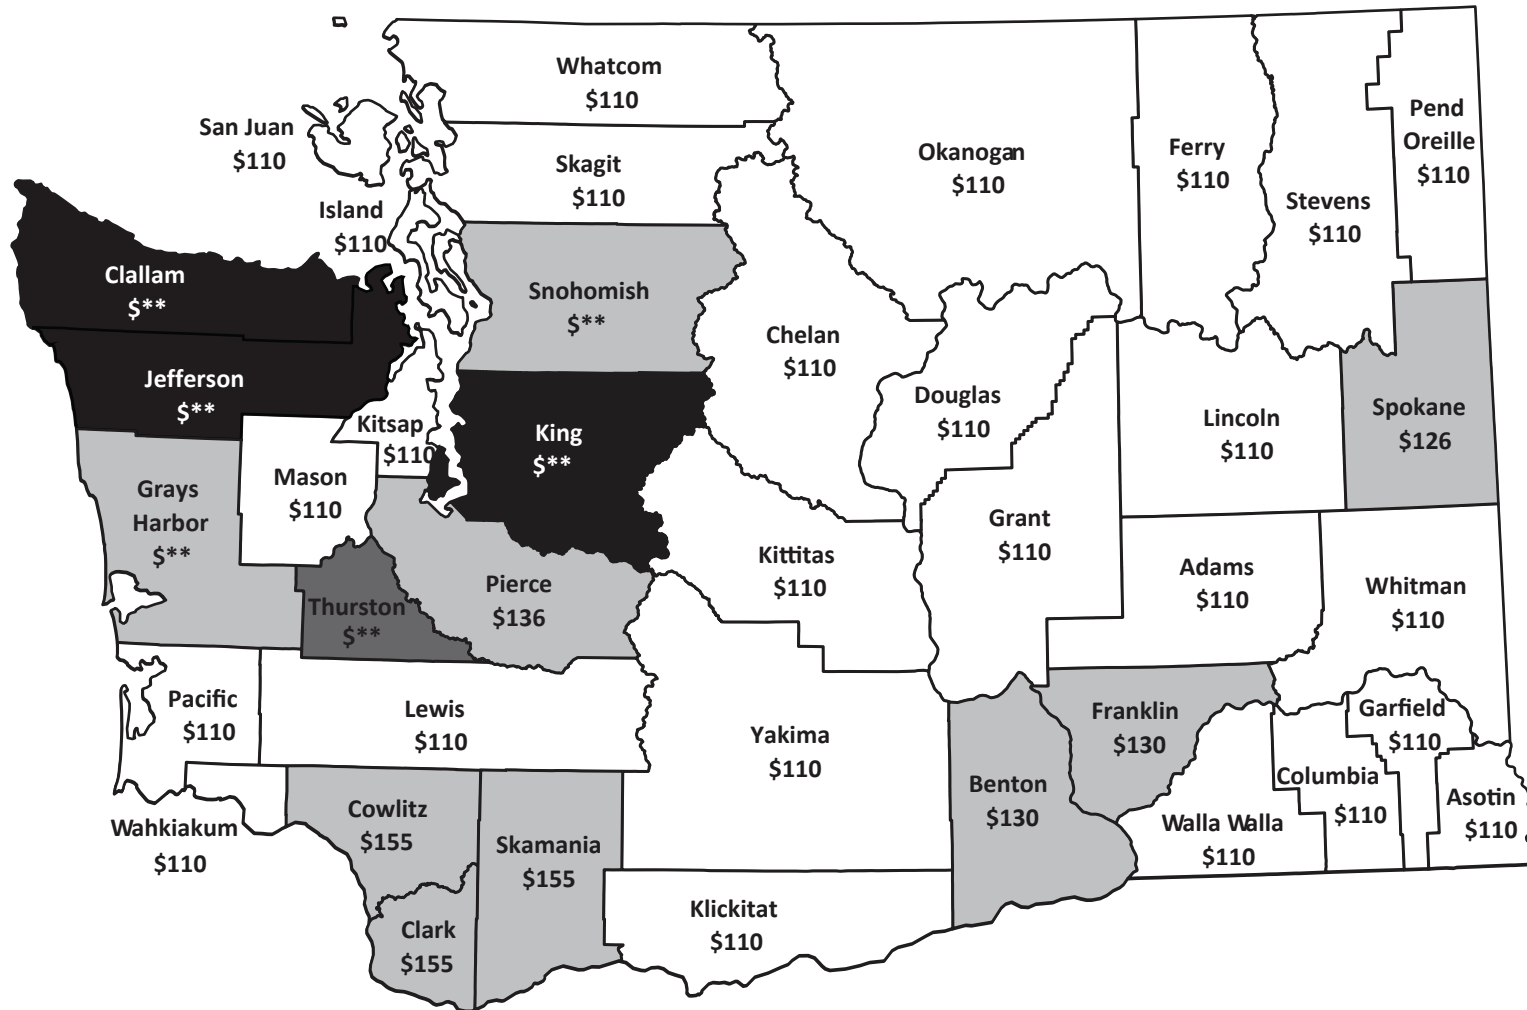 Whatcom
$110
San Juan
$110
Skagit
$110
Island
$110
Okanogan
$110
Ferry
$110
Stevens
$110
Pend
Oreille
$110
Clallam
$**
Snohomish
$**
Chelan
$110
Jefferson
$**
Kitsap
$110
King
$**
Douglas
$110
Lincoln
$110
Spokane
$126
Grays
Harbor
$**
Mason
$110
Grant
$110
Kittitas
$110
Adams
$110
Whitman
$110
Thurston
$**
Pierce
$136
Pacific
$110
Lewis
$110
Yakima
$110
Franklin
$130
Garfield
$110
Benton
$130
Columbia
$110
Asotin
$110
Wahkiakum
$110
Cowlitz
$155
Skamania
$155
Walla Walla
$110
Clark
$155
Klickitat
$110